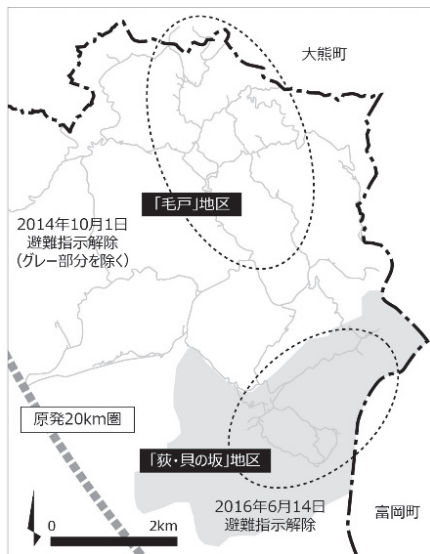 大熊町
「毛戸」地区
2014年10月1日
避難指示解除
(グレー部分を除く)
原発20km圏
「荻・貝の坂」地区
2016年6月14日
避難指示解除
富岡町
0 2km